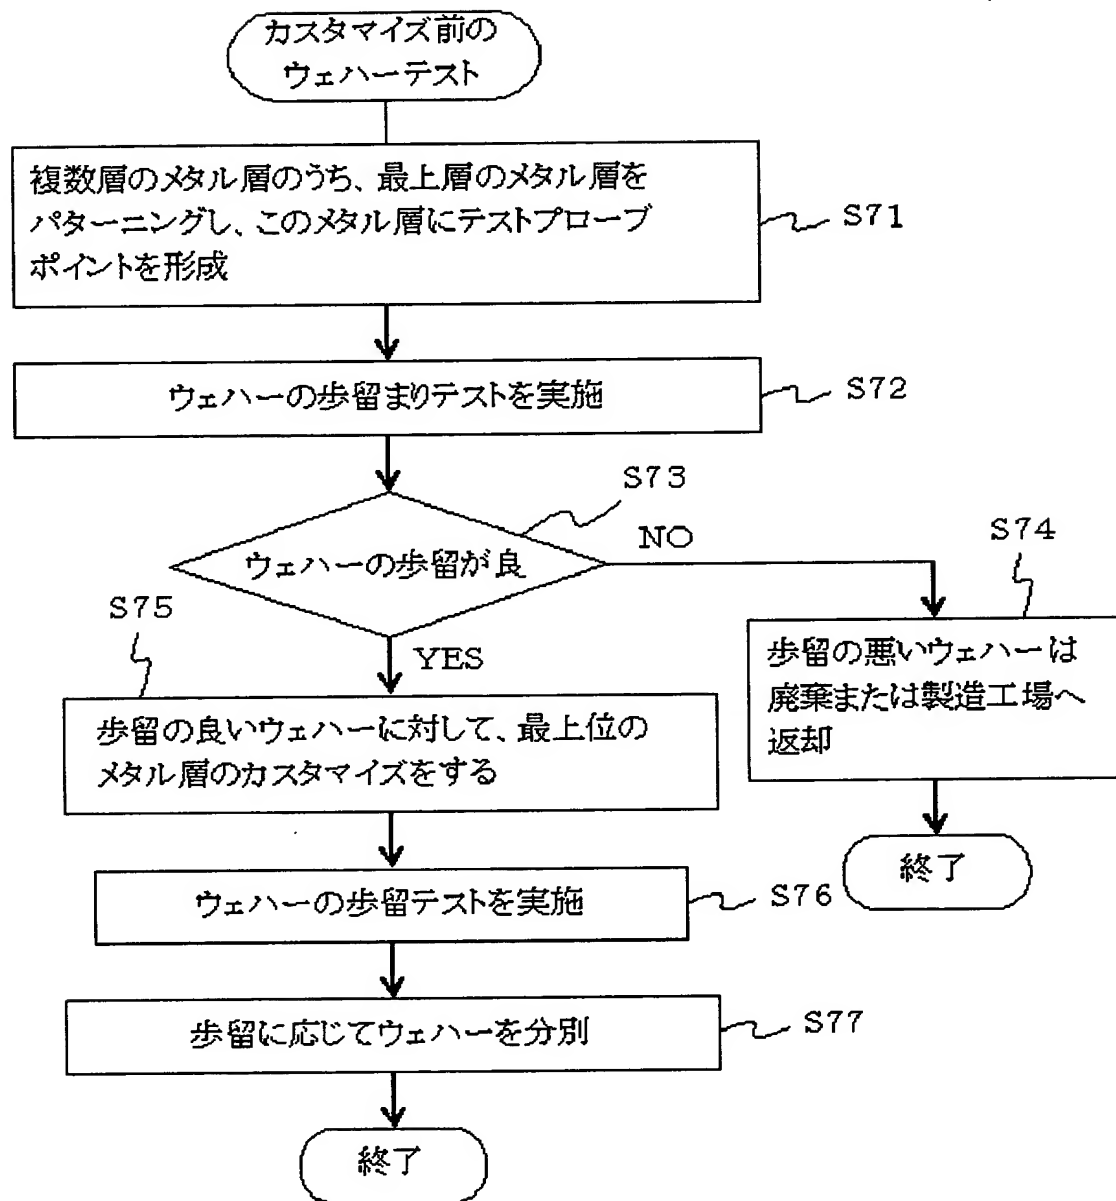 カスタマイズ前の
ウェハーテスト
複数層のメタル層のうち、最上層のメタル層を
パターニングし、このメタル層にテストプローブ
ポイントを形成
S71
ウェハーの歩留まりテストを実施
S72
S73
ウェハーの歩留が良
NO
S74
YES
歩留の悪いウェハーは
廃棄または製造工場へ
返却
終了
S75
歩留の良いウェハーに対して、最上位の
メタル層のカスタマイズをする
ウェハーの歩留テストを実施
S76
歩留に応じてウェハーを分別
S77
終了